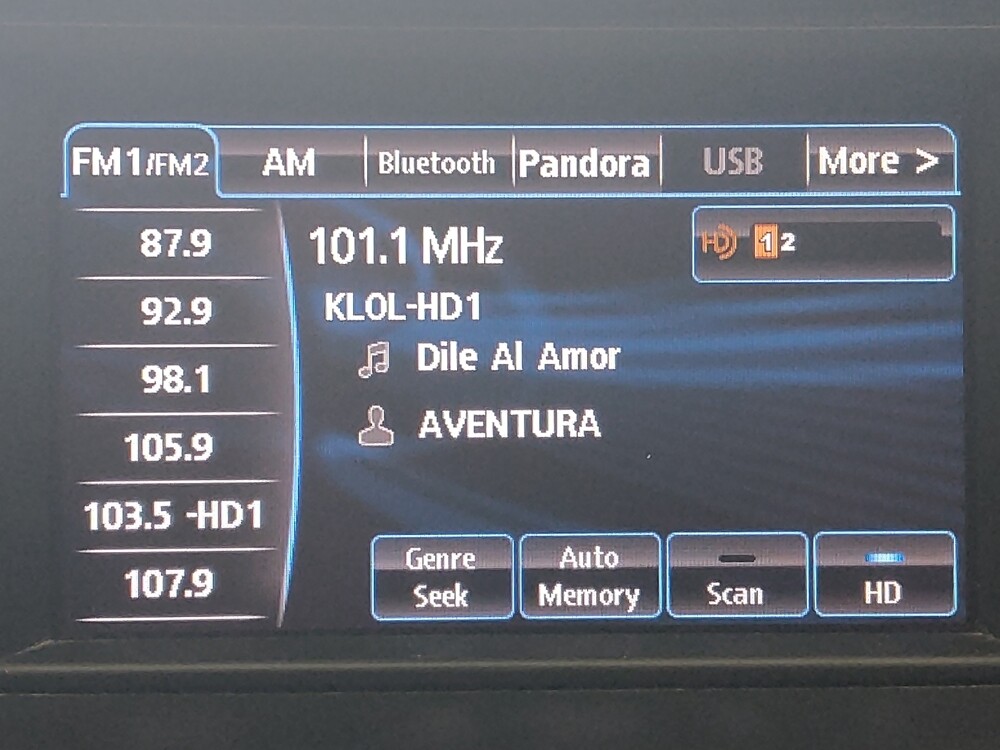 FM1/FM2 AM Bluetooth Pandora USB More >
87.9
92.9
98.1
105.9
103.5 -HD1
107.9
101.1 MHz
HD 1 2
KLOL-HD1
Dile Al Amor
AVENTURA
Genre
Seek
Auto
Memory
Scan
HD